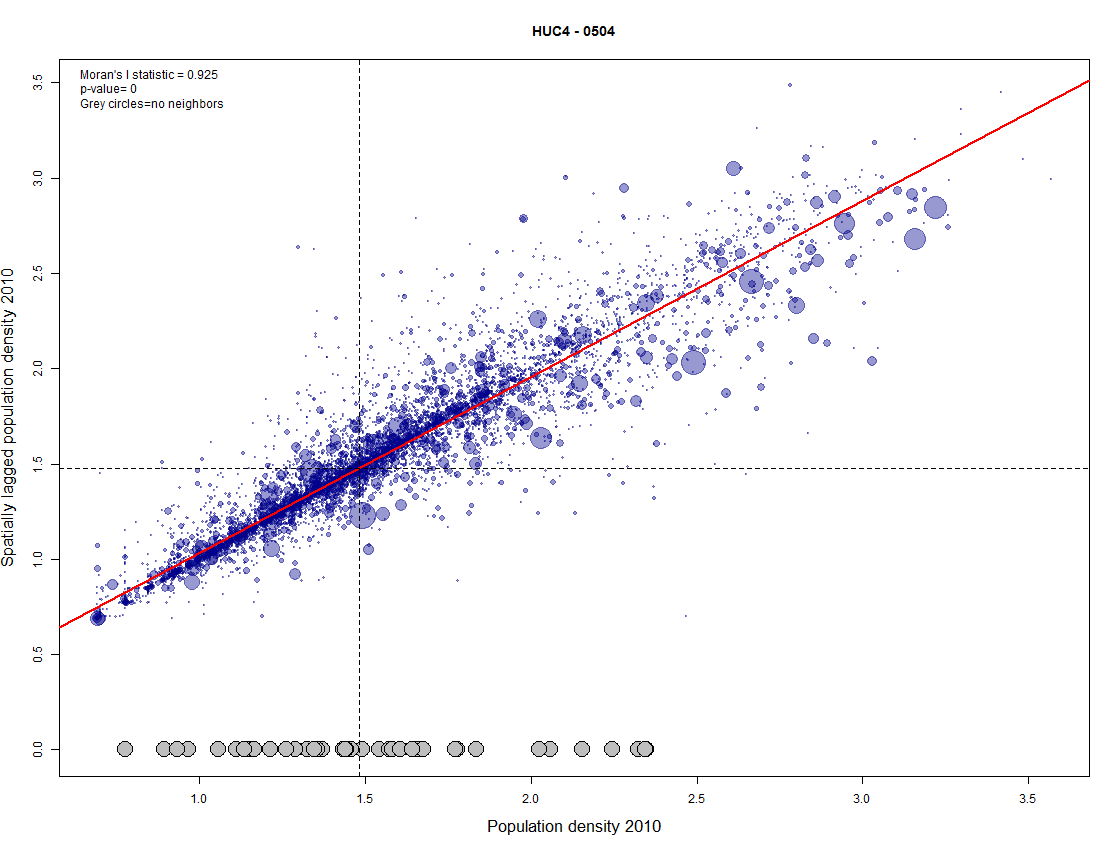 HUC4 - 0504
Moran's I statistic = 0.925
p-value= 0
Grey circles=no neighbors
Spatially lagged population density 2010
3.5
3.0
2.5
2.0
1.5
1.0
0.5
0.0
1.0 1.5 2.0 2.5 3.0 3.5
Population density 2010